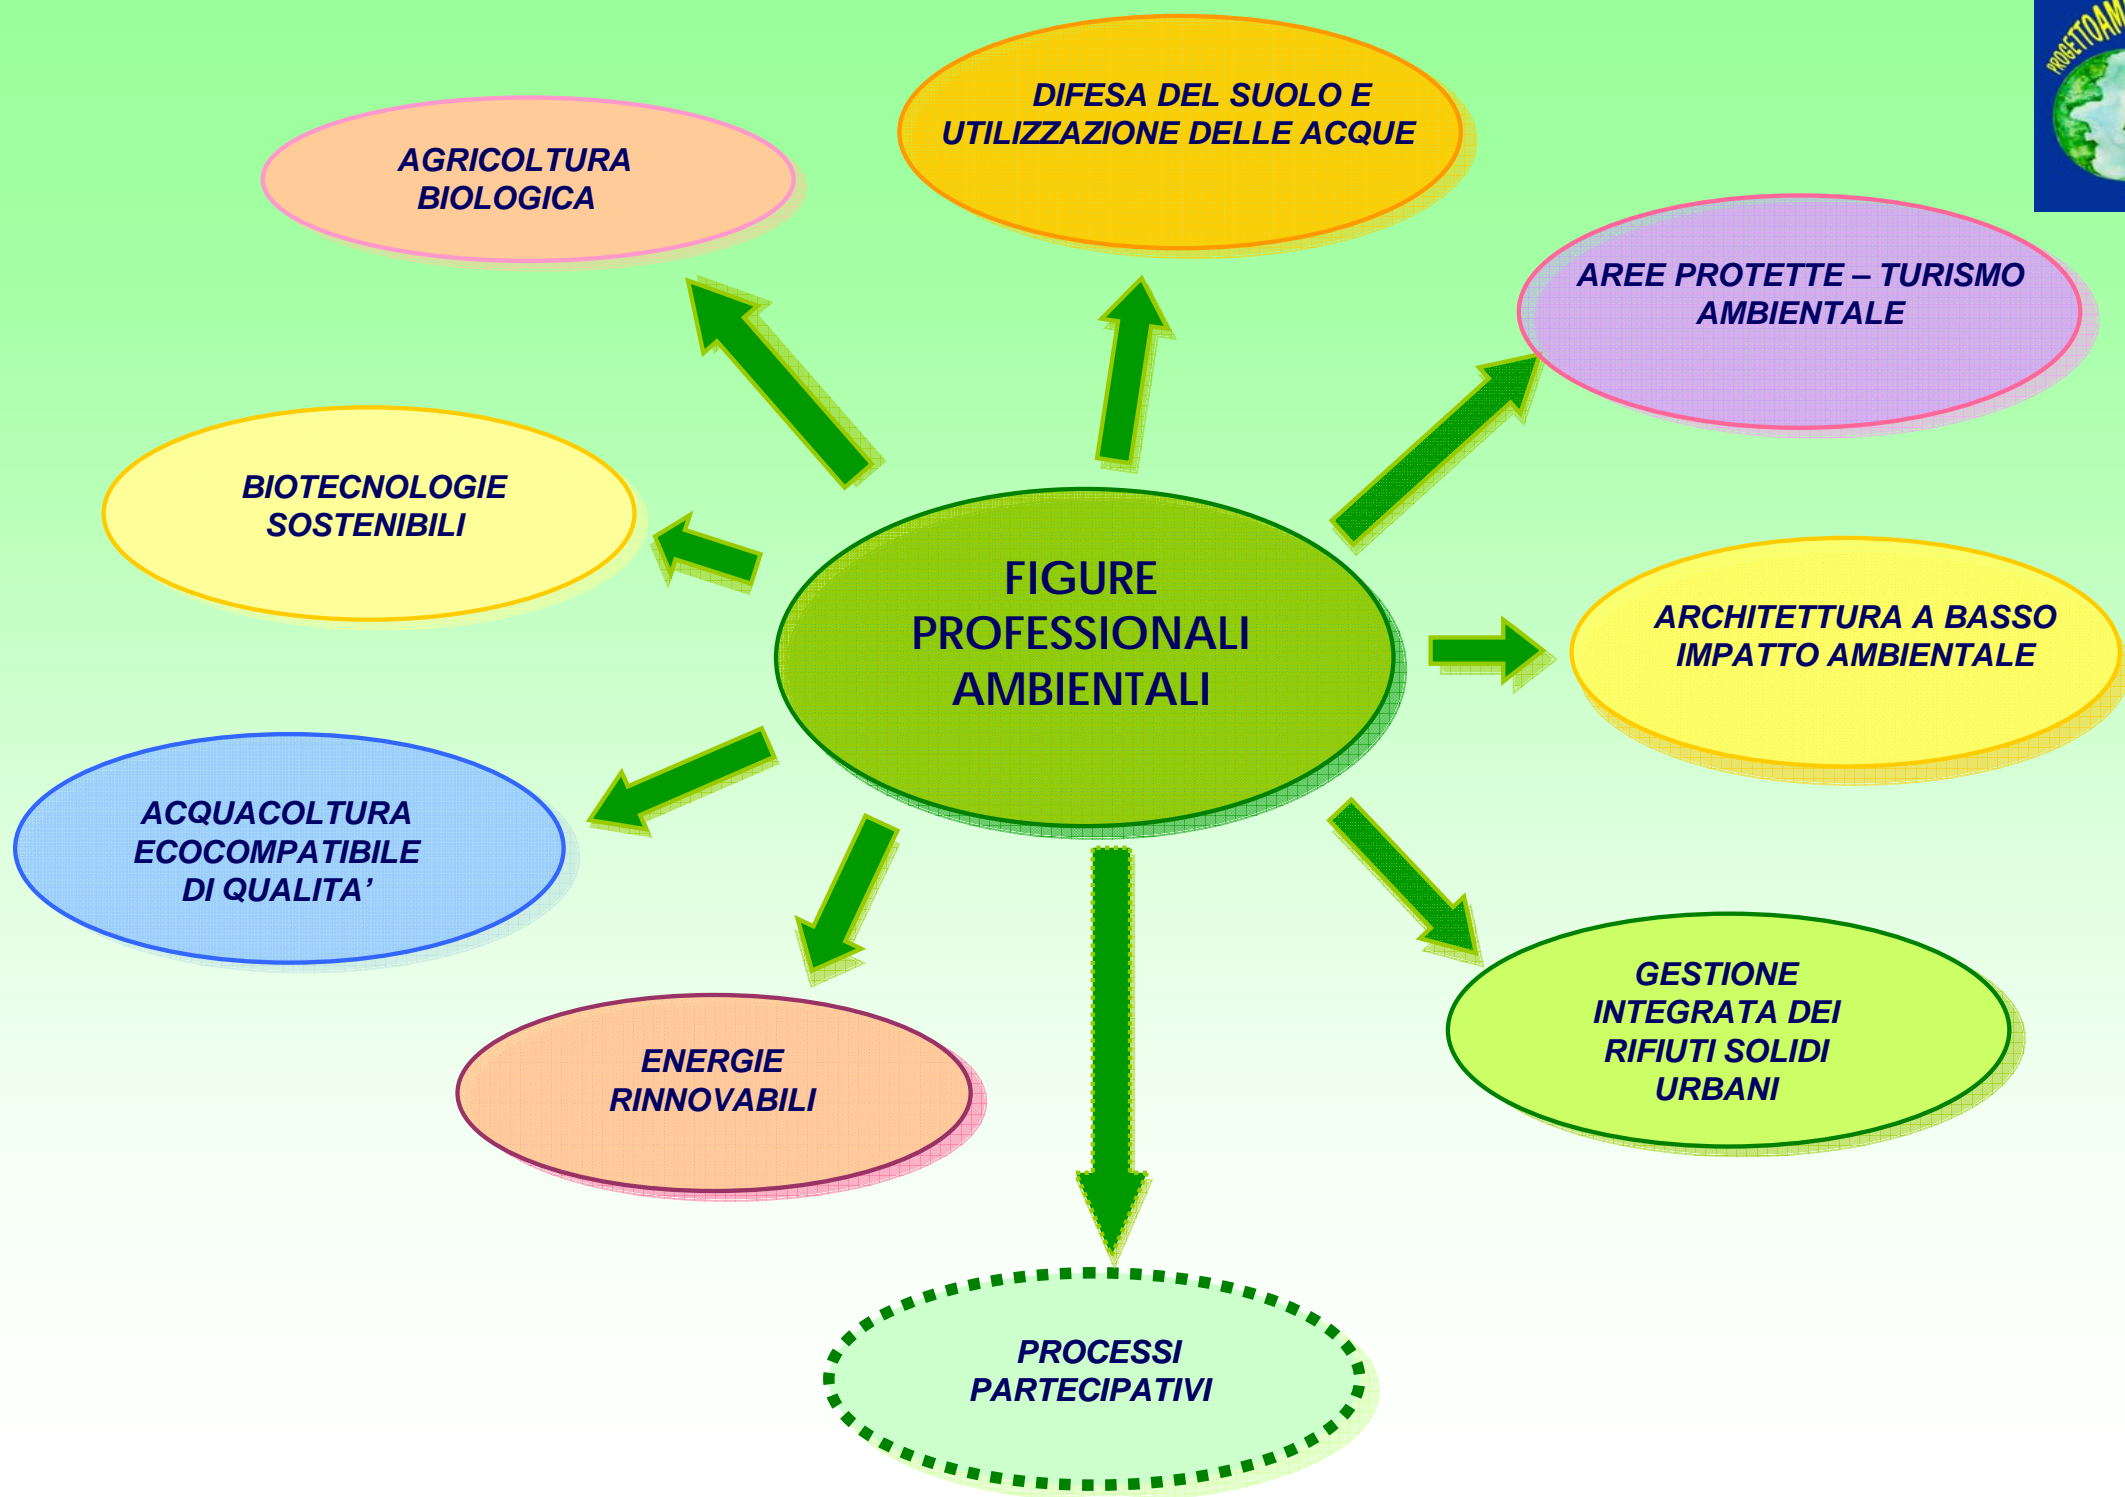 DIFESA DEL SUOLO E
UTILIZZAZIONE DELLE ACQUE
AGRICOLTURA
BIOLOGICA
AREE PROTETTE – TURISMO
AMBIENTALE
BIOTECNOLOGIE
SOSTENIBILI
FIGURE
PROFESSIONALI
AMBIENTALI
ARCHITETTURA A BASSO
IMPATTO AMBIENTALE
ACQUACOLTURA
ECOCOMPATIBILE
DI QUALITA’
GESTIONE
INTEGRATA DEI
RIFIUTI SOLIDI
URBANI
ENERGIE
RINNOVABILI
PROCESSI
PARTECIPATIVI